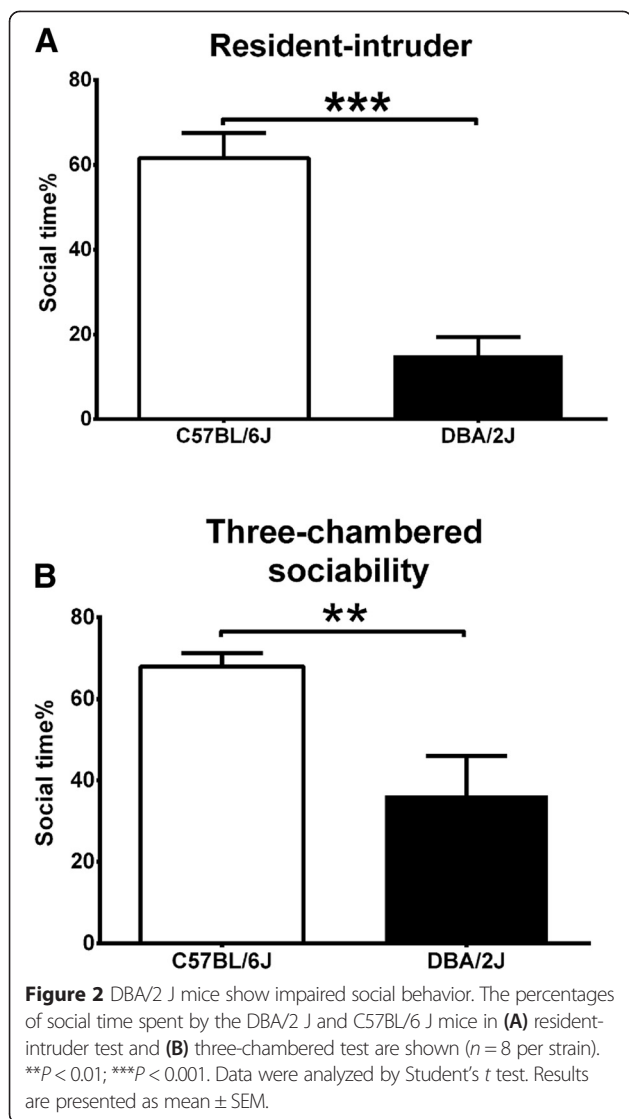 A
Resident-intruder
80
60
40
20
0
Social time%
***
C57BL/6J
DBA/2J
B
Three-chambered
sociability
80
60
40
20
0
Social time%
**
C57BL/6J
DBA/2J
Figure 2 DBA/2 J mice show impaired social behavior. The percentages
of social time spent by the DBA/2 J and C57BL/6 J mice in (A) resident-
intruder test and (B) three-chambered test are shown (n = 8 per strain).
**P < 0.01; ***P < 0.001. Data were analyzed by Student's t test. Results
are presented as mean ± SEM.